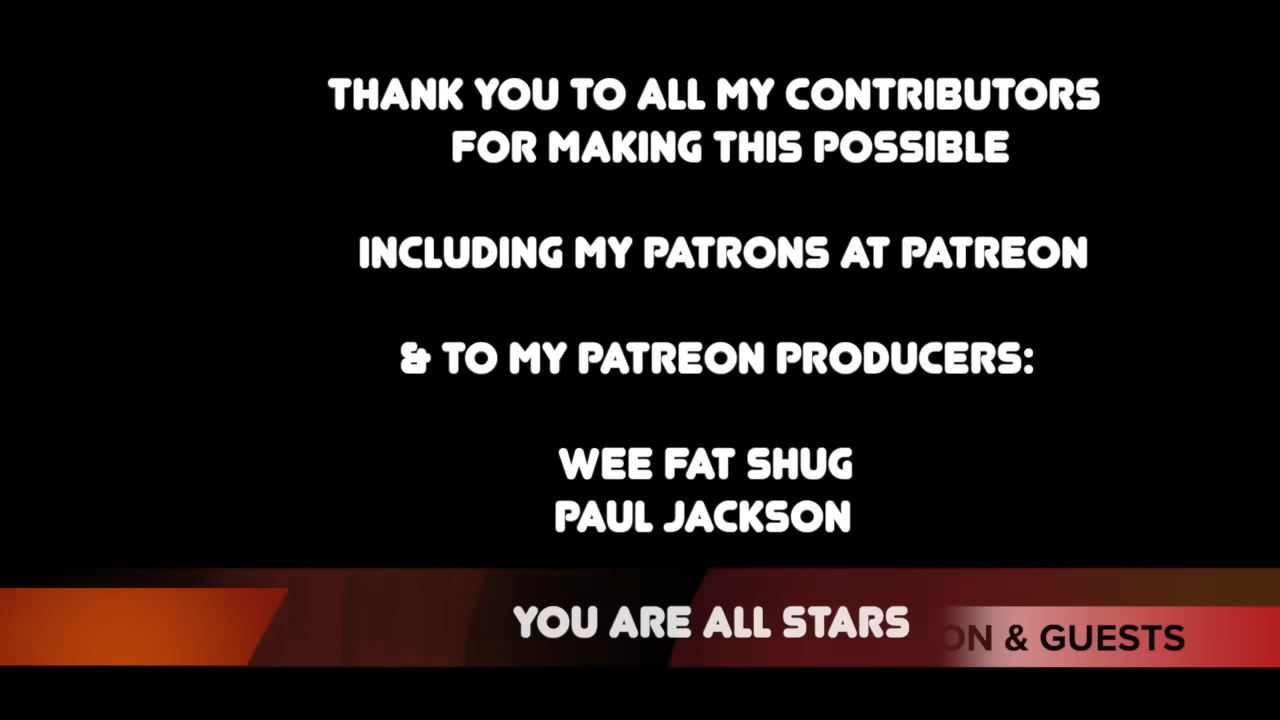 THANK YOU TO ALL MY CONTRIBUTORS
FOR MAKING THIS POSSIBLE
INCLUDING MY PATRONS AT PATREON
& TO MY PATREON PRODUCERS:
WEE FAT SHUG
PAUL JACKSON
YOU ARE ALL STARS
ON & GUESTS